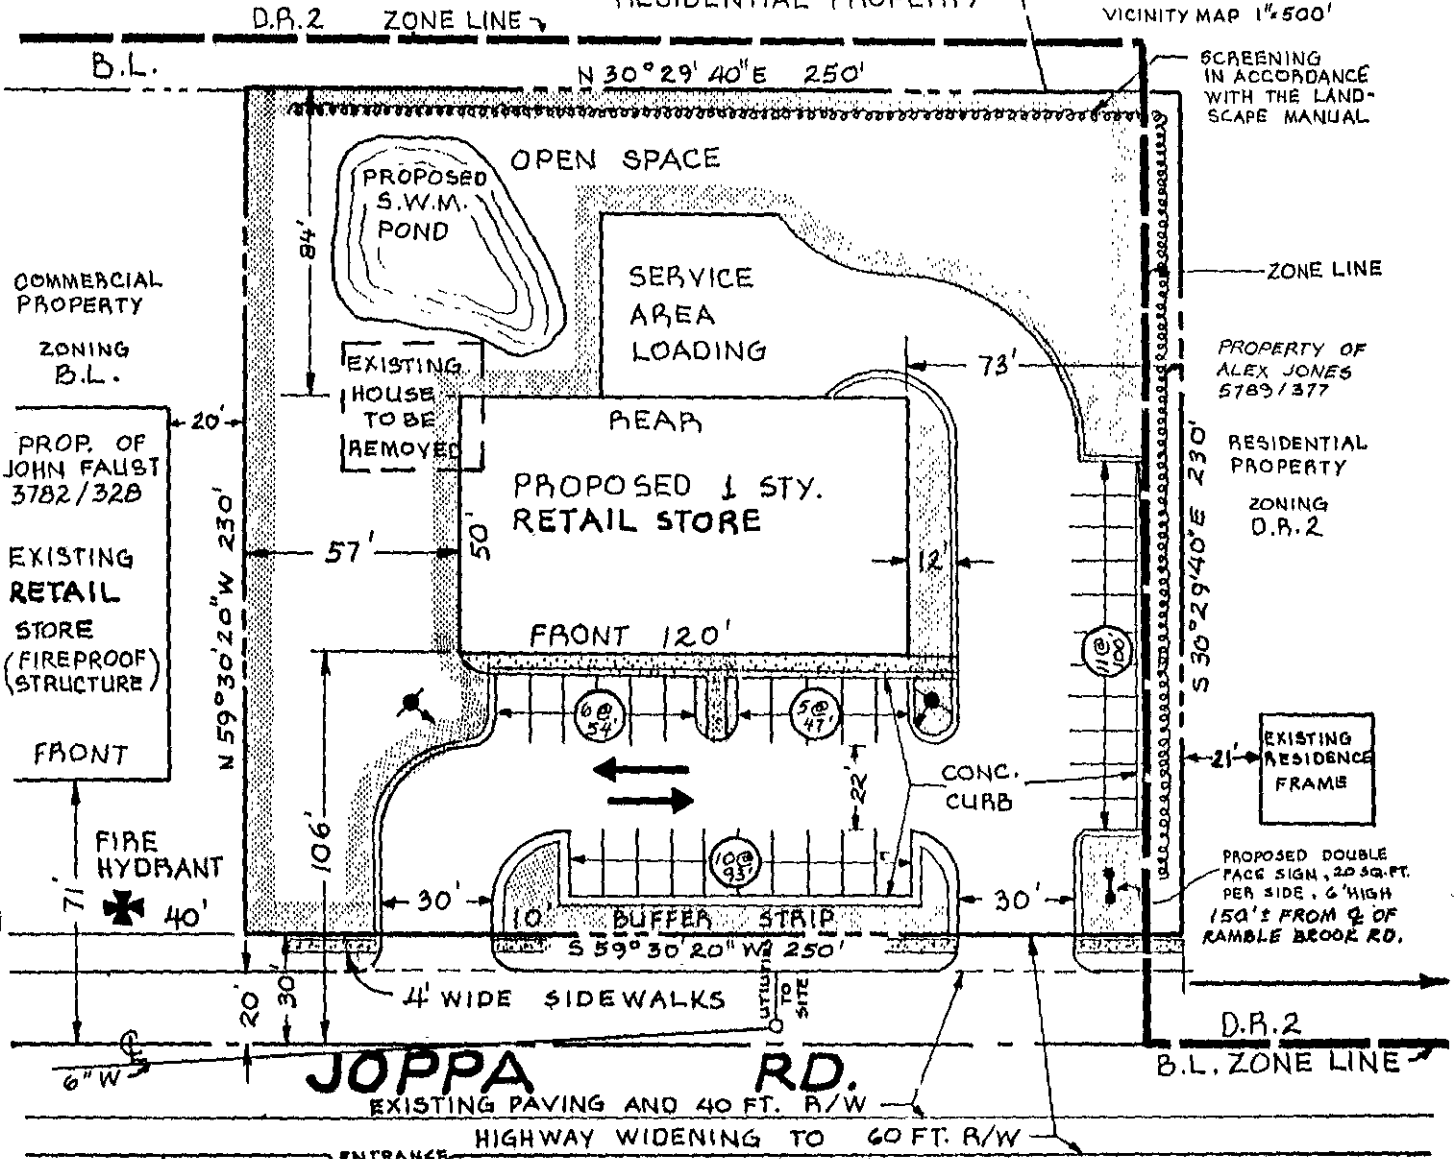 RESIDENTIAL PROPERTY
D.R.2 ZONE LINE
VICINITY MAP 1"=500'
B.L.
N 30° 29' 40" E 250'
SCREENING
IN ACCORDANCE
WITH THE LAND-
SCAPE MANUAL
OPEN SPACE
PROPOSED
S.W.M.
POND
84'
SERVICE
AREA
LOADING
ZONE LINE
COMMERCIAL
PROPERTY
ZONING
B.L.
EXISTING
HOUSE
TO BE
REMOVED
73'
PROPERTY OF
ALEX JONES
5789/377
20'
REAR
PROP. OF
JOHN FAUST
3782/328
RESIDENTIAL
PROPERTY
ZONING
D.R.2
PROPOSED 1 STY.
RETAIL STORE
N 59° 30' 20" W 230'
57'
50'
12'
S 30° 29' 40" E 230'
EXISTING
RETAIL
STORE
(FIREPROOF)
(STRUCTURE)
FRONT 120'
11@
100'
6@
54'
5@
47'
FRONT
22'
CONC.
CURB
21'
EXISTING
RESIDENCE
FRAME
106'
FIRE
HYDRANT
71'
40'
10@
93'
30'
10'
BUFFER STRIP
30'
PROPOSED DOUBLE
FACE SIGN, 20 SQ.FT.
PER SIDE, 6' HIGH
150'± FROM ℄ OF
RAMBLE BROOK RD.
S 59° 30' 20" W 250'
20'
30'
4' WIDE SIDEWALKS
UTILITIES
TO
SITE
D.R.2
B.L. ZONE LINE
℄
6" W
JOPPA RD.
EXISTING PAVING AND 40 FT. R/W
HIGHWAY WIDENING TO 60 FT. R/W
ENTRANCE